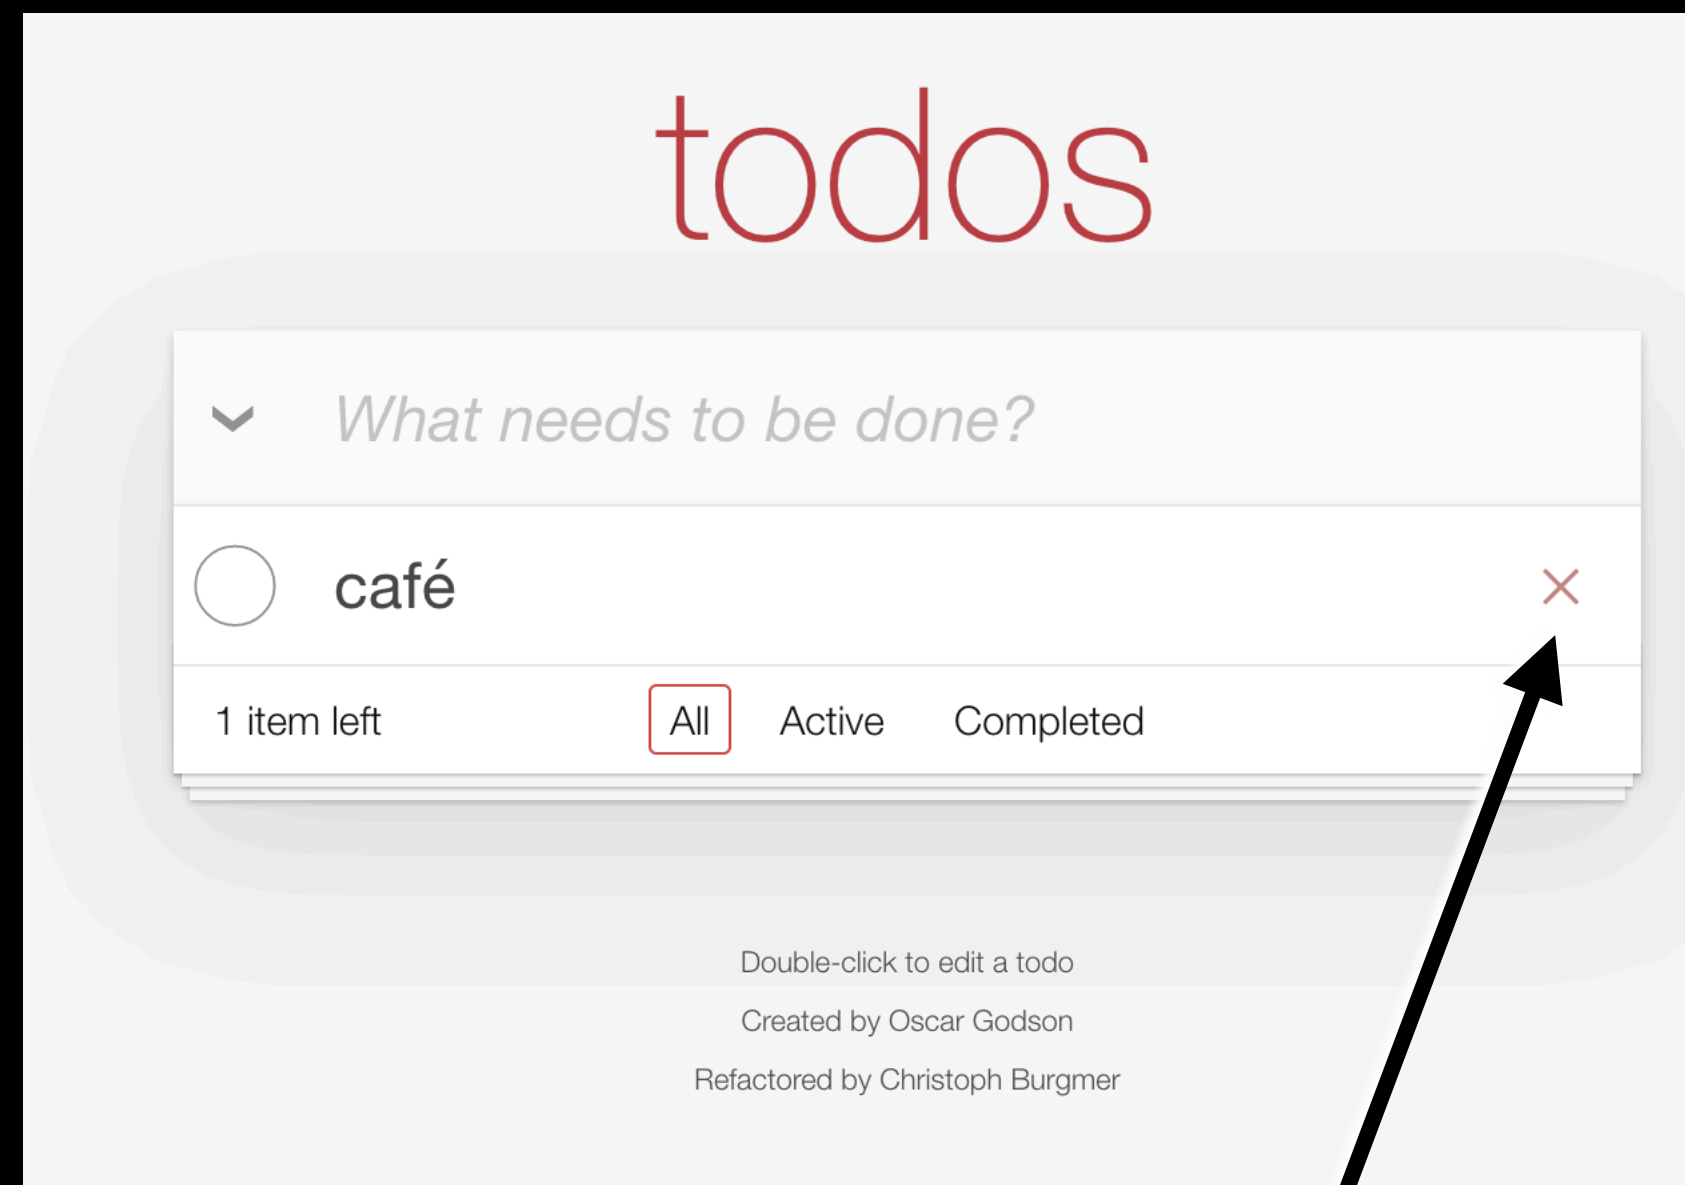 todos
What needs to be done?
café
1 item left All Active Completed
Double-click to edit a todo
Created by Oscar Godson
Refactored by Christoph Burgmer